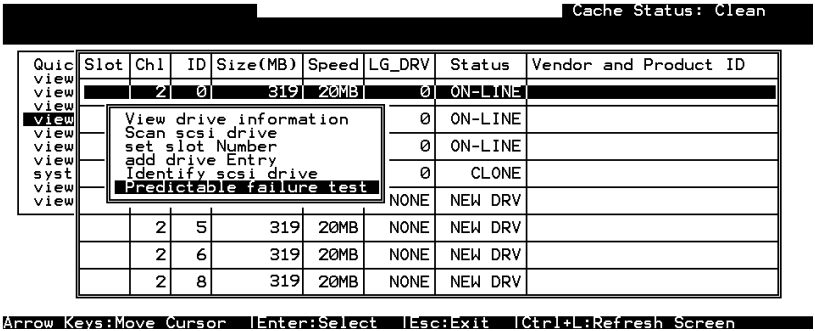 Cache Status: Clean
Quic Slot Chl ID Size(MB) Speed LG_DRV Status Vendor and Product ID
view
view 2 0 319 20MB 0 ON-LINE
view
view 0 ON-LINE
view
view 0 ON-LINE
view
syst 0 CLONE
view
view NONE NEW DRV
View drive information
Scan scsi drive
set slot Number
add drive Entry
Identify scsi drive
Predictable failure test
2 5 319 20MB NONE NEW DRV
2 6 319 20MB NONE NEW DRV
2 8 319 20MB NONE NEW DRV
Arrow Keys:Move Cursor |Enter:Select |Esc:Exit |Ctrl+L:Refresh Screen